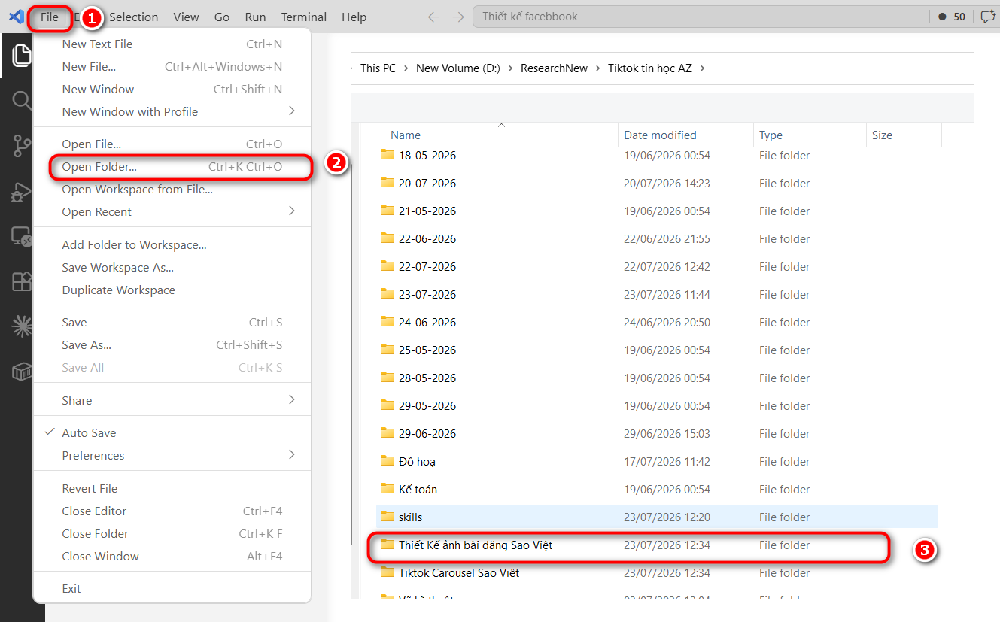 File Selection View Go Run Terminal Help Thiết kế facebbook 50
1
New Text File Ctrl+N
New File... Ctrl+Alt+Windows+N
New Window Ctrl+Shift+N
New Window with Profile
Open File... Ctrl+O
Open Folder... Ctrl+K Ctrl+O
2
Open Workspace from File...
Open Recent
Add Folder to Workspace...
Save Workspace As...
Duplicate Workspace
Save Ctrl+S
Save As... Ctrl+Shift+S
Save All Ctrl+K S
Share
Auto Save
Preferences
Revert File
Close Editor Ctrl+F4
Close Folder Ctrl+K F
Close Window Alt+F4
Exit
This PC > New Volume (D:) > ResearchNew > Tiktok tin học AZ >
Name Date modified Type Size
18-05-2026 19/06/2026 00:54 File folder
20-07-2026 20/07/2026 14:23 File folder
21-05-2026 19/06/2026 00:54 File folder
22-06-2026 22/06/2026 21:55 File folder
22-07-2026 22/07/2026 12:42 File folder
23-07-2026 23/07/2026 11:44 File folder
24-06-2026 24/06/2026 20:50 File folder
25-05-2026 19/06/2026 00:54 File folder
28-05-2026 19/06/2026 00:54 File folder
29-05-2026 19/06/2026 00:54 File folder
29-06-2026 29/06/2026 15:03 File folder
Đồ hoạ 17/07/2026 11:42 File folder
Kế toán 19/06/2026 00:54 File folder
skills 23/07/2026 12:20 File folder
Thiết Kế ảnh bài đăng Sao Việt 23/07/2026 12:34 File folder
3
Tiktok Carousel Sao Việt 23/07/2026 12:34 File folder